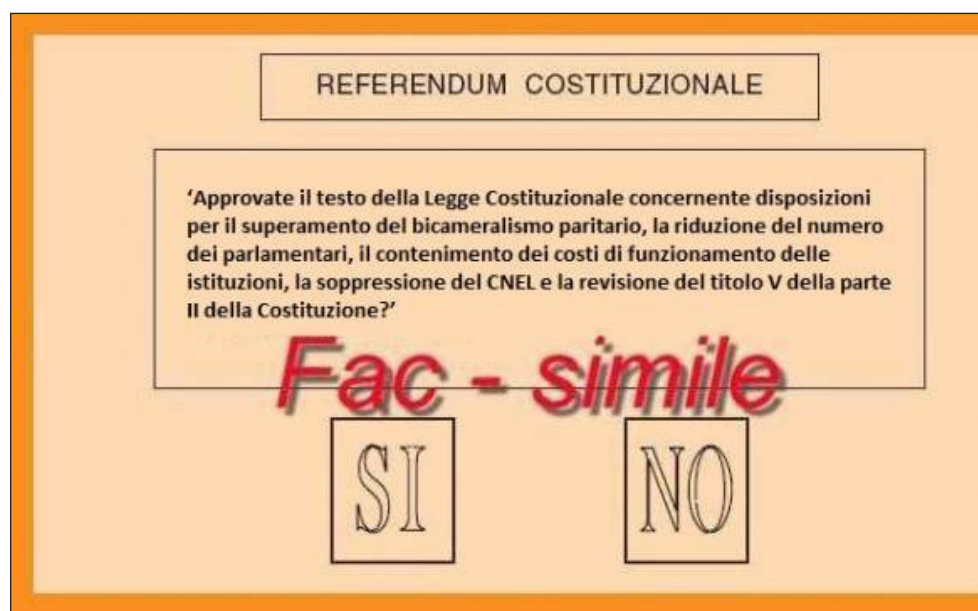 REFERENDUM COSTITUZIONALE
‘Approvate il testo della Legge Costituzionale concernente disposizioni
per il superamento del bicameralismo paritario, la riduzione del numero
dei parlamentari, il contenimento dei costi di funzionamento delle
istituzioni, la soppressione del CNEL e la revisione del titolo V della parte
II della Costituzione?’
Fac - simile
SI NO